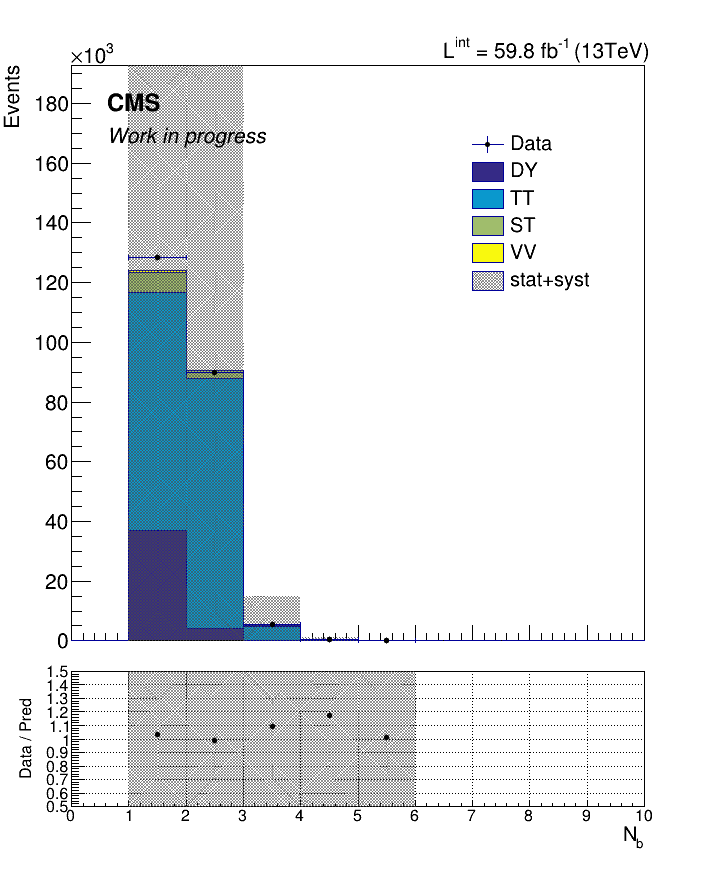 ×10³
L^int = 59.8 fb⁻¹ (13TeV)
Events
180
160
140
120
100
80
60
40
20
0
CMS
Work in progress
Data
DY
TT
ST
VV
stat+syst
Data / Pred
1.5
1.4
1.3
1.2
1.1
1
0.9
0.8
0.7
0.6
0.5
0 1 2 3 4 5 6 7 8 9 10
N_b